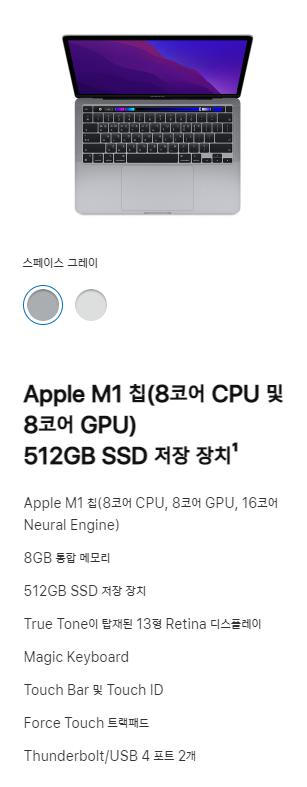 스페이스 그레이
Apple M1 칩(8코어 CPU 및
8코어 GPU)
512GB SSD 저장 장치¹
Apple M1 칩(8코어 CPU, 8코어 GPU, 16코어
Neural Engine)
8GB 통합 메모리
512GB SSD 저장 장치
True Tone이 탑재된 13형 Retina 디스플레이
Magic Keyboard
Touch Bar 및 Touch ID
Force Touch 트랙패드
Thunderbolt/USB 4 포트 2개